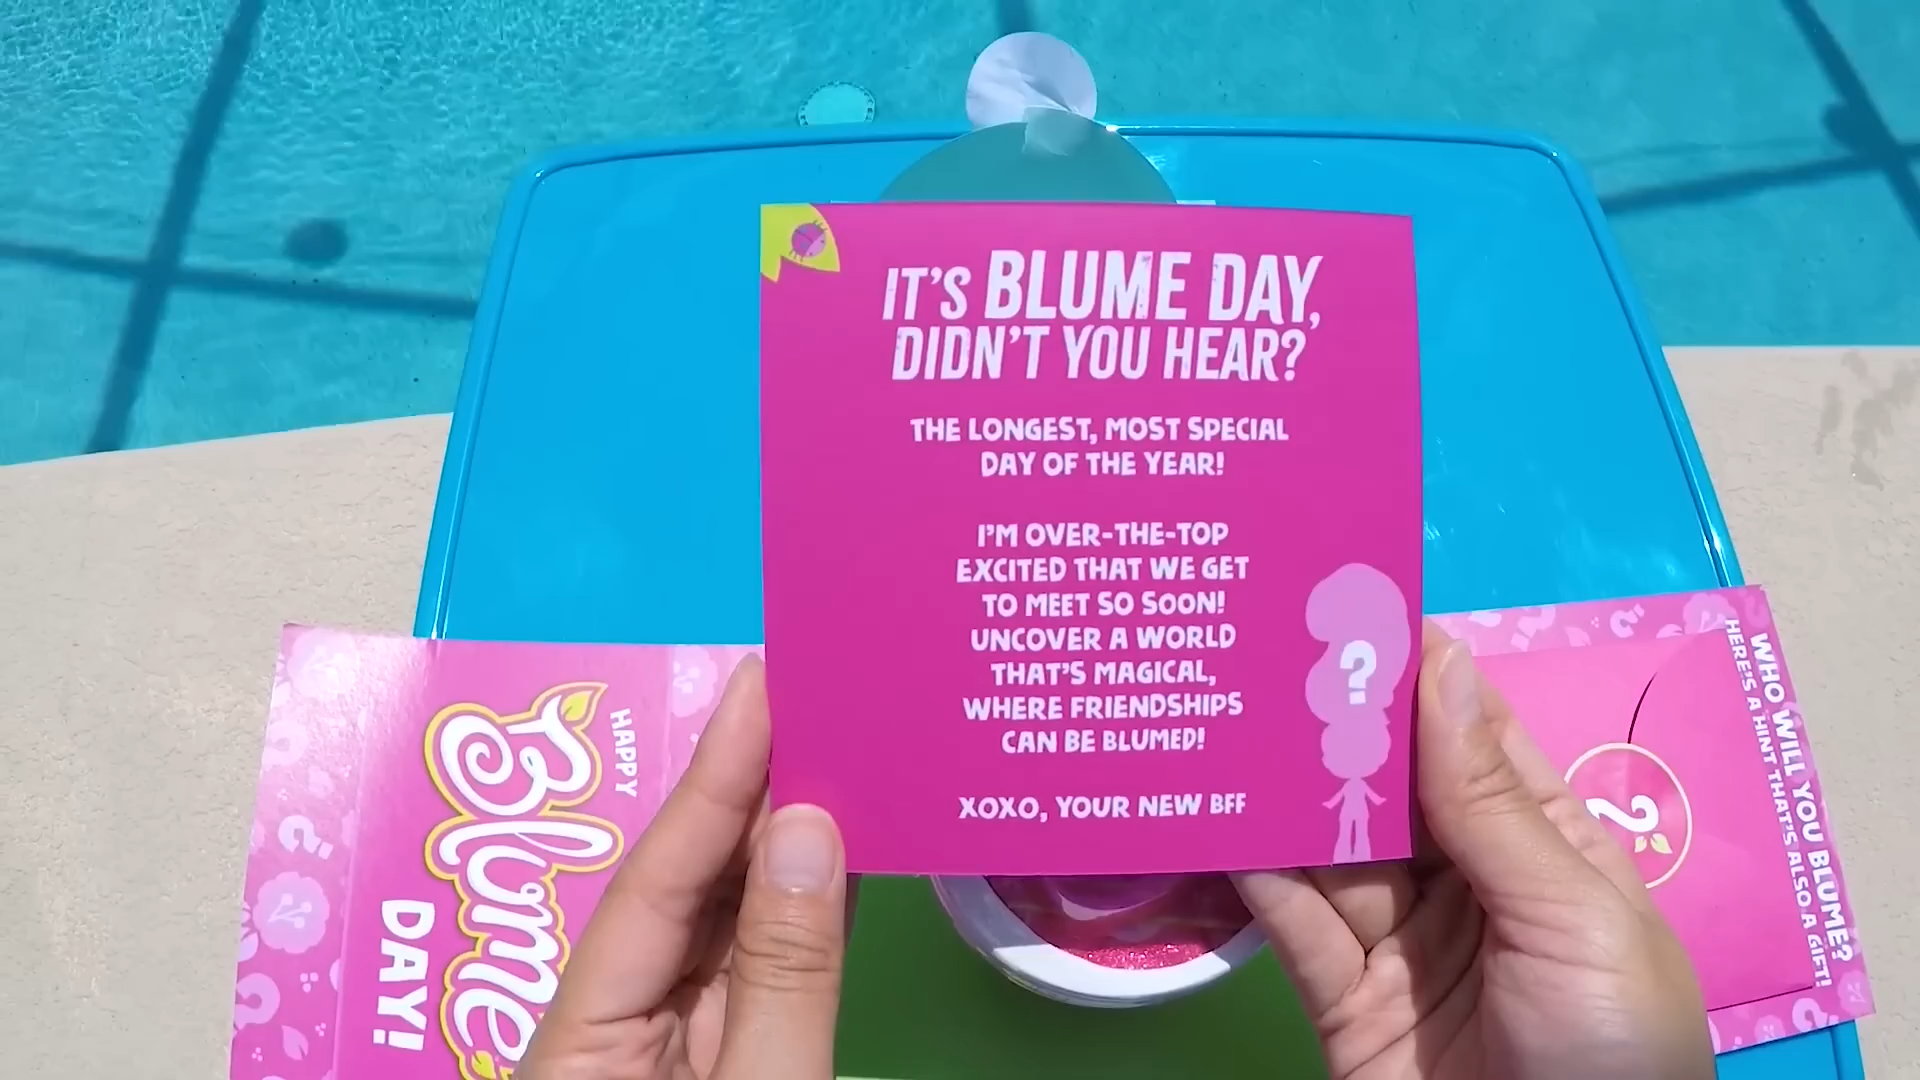 IT'S BLUME DAY,
DIDN'T YOU HEAR?
THE LONGEST, MOST SPECIAL
DAY OF THE YEAR!
I'M OVER-THE-TOP
EXCITED THAT WE GET
TO MEET SO SOON!
UNCOVER A WORLD
THAT'S MAGICAL,
WHERE FRIENDSHIPS
CAN BE BLUMED!
XOXO, YOUR NEW BFF
?
HAPPY
Blume
DAY!
WHO WILL YOU BLUME?
HERE'S A HINT THAT'S ALSO A GIFT!
2